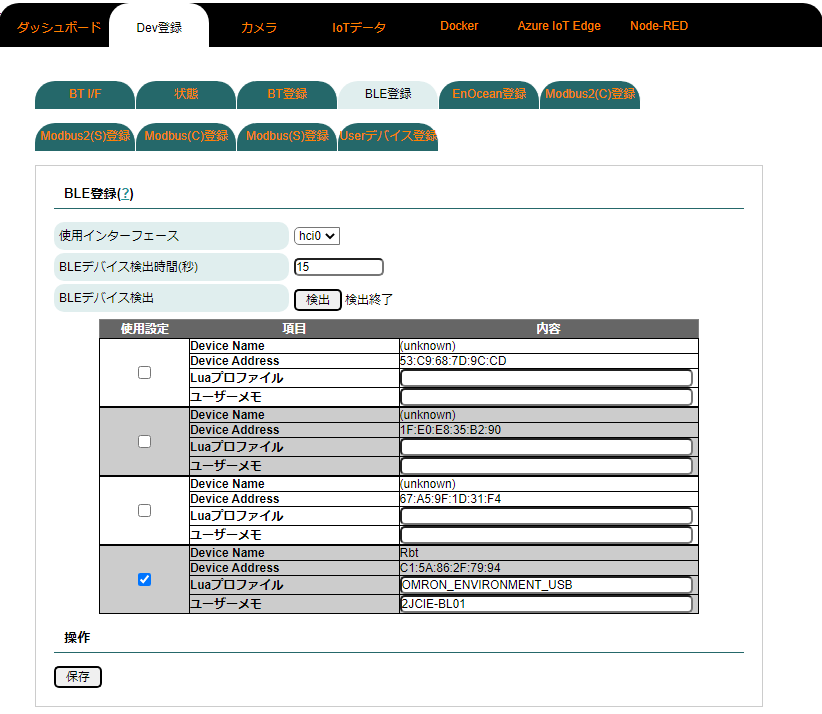 ダッシュボード Dev登録 カメラ IoTデータ Docker Azure IoT Edge Node-RED
BT I/F 状態 BT登録 BLE登録 EnOcean登録 Modbus2(C)登録
Modbus2(S)登録 Modbus(C)登録 Modbus(S)登録 Userデバイス登録
BLE登録(?)
使用インターフェース hci0
BLEデバイス検出時間(秒) 15
BLEデバイス検出 検出 検出終了
使用設定 項目 内容
Device Name (unknown)
Device Address 53:C9:68:7D:9C:CD
Luaプロファイル
ユーザーメモ
Device Name (unknown)
Device Address 1F:E0:E8:35:B2:90
Luaプロファイル
ユーザーメモ
Device Name (unknown)
Device Address 67:A5:9F:1D:31:F4
Luaプロファイル
ユーザーメモ
Device Name Rbt
Device Address C1:5A:86:2F:79:94
Luaプロファイル OMRON_ENVIRONMENT_USB
ユーザーメモ 2JCIE-BL01
操作
保存